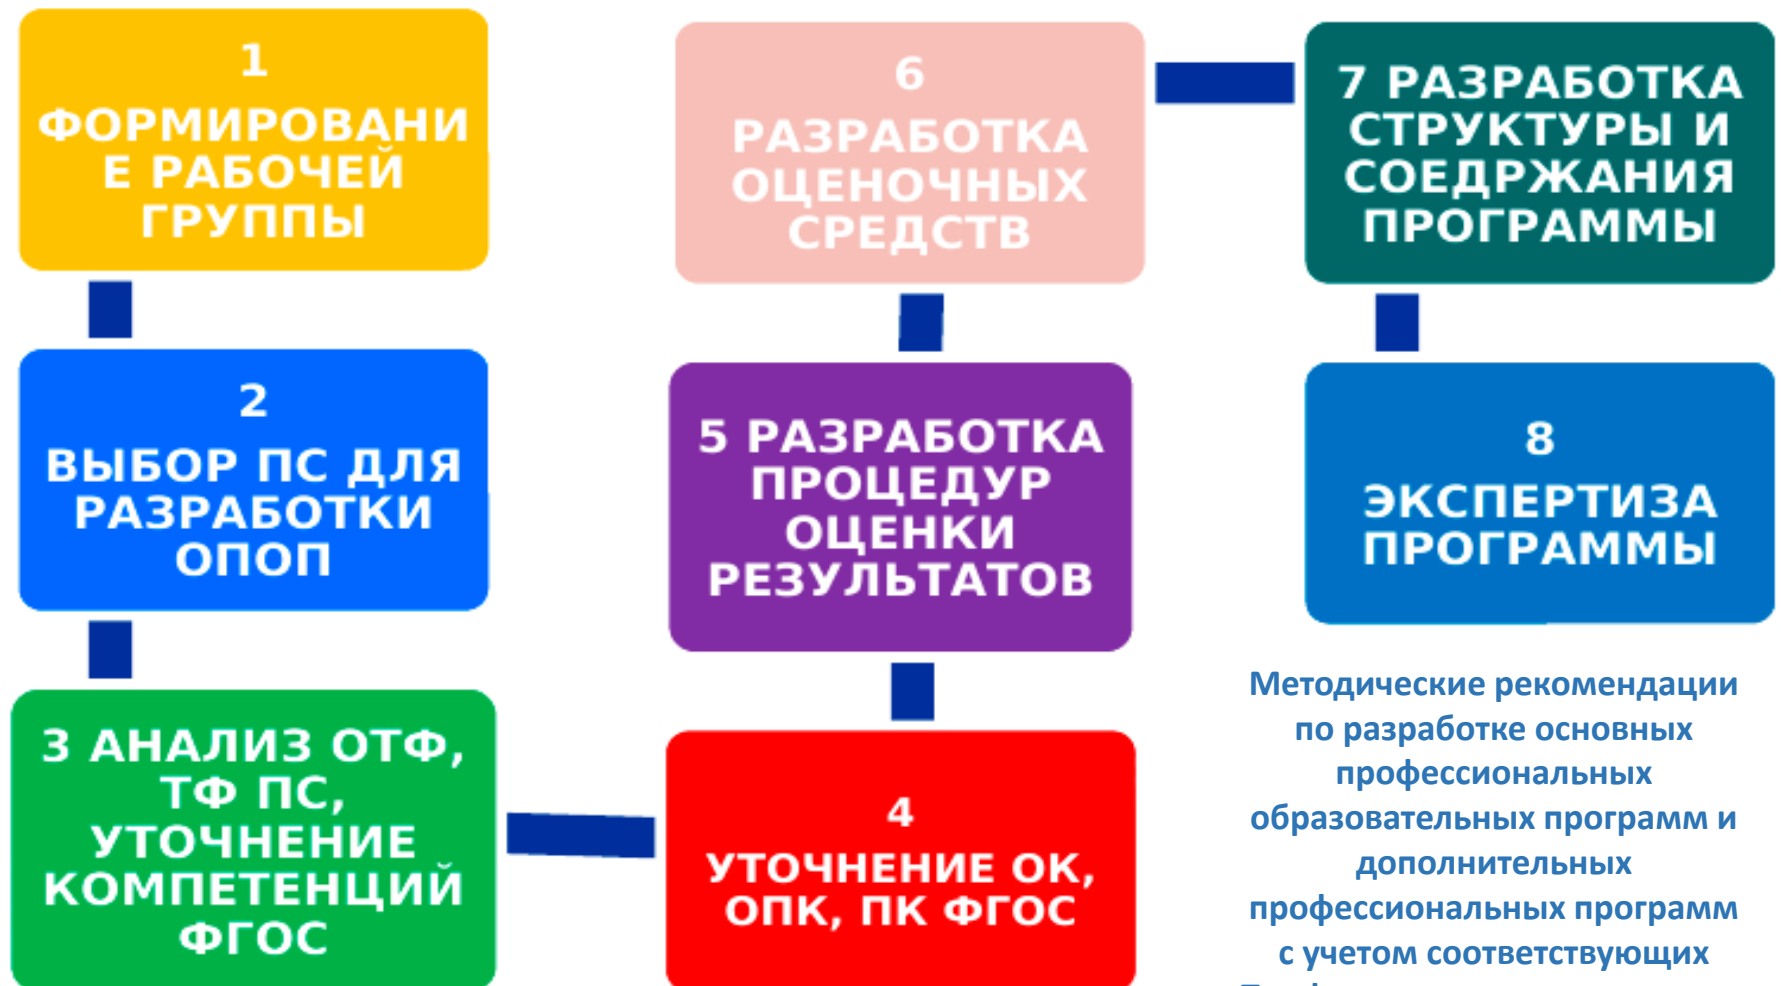 1
ФОРМИРОВАНИ
Е РАБОЧЕЙ
ГРУППЫ
2
ВЫБОР ПС ДЛЯ
РАЗРАБОТКИ
ОПОП
3 АНАЛИЗ ОТФ,
ТФ ПС,
УТОЧНЕНИЕ
КОМПЕТЕНЦИЙ
ФГОС
4
УТОЧНЕНИЕ ОК,
ОПК, ПК ФГОС
5 РАЗРАБОТКА
ПРОЦЕДУР
ОЦЕНКИ
РЕЗУЛЬТАТОВ
6
РАЗРАБОТКА
ОЦЕНОЧНЫХ
СРЕДСТВ
7 РАЗРАБОТКА
СТРУКТУРЫ И
СОЕДРЖАНИЯ
ПРОГРАММЫ
8
ЭКСПЕРТИЗА
ПРОГРАММЫ
Методические рекомендации
по разработке основных
профессиональных
образовательных программ и
дополнительных
профессиональных программ
с учетом соответствующих